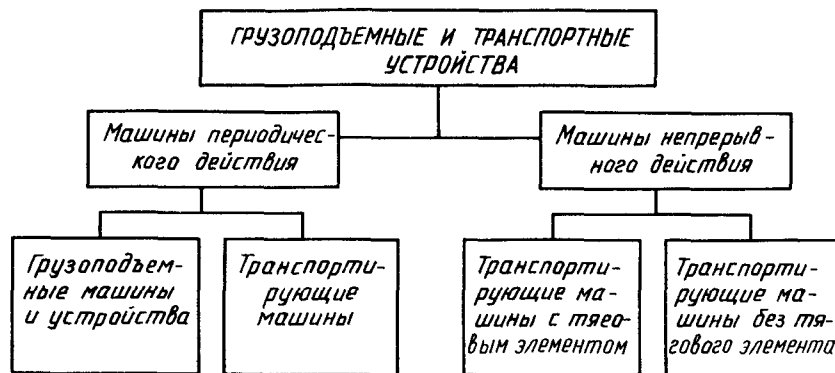 ГРУЗОПОДЪЕМНЫЕ И ТРАНСПОРТНЫЕ
УСТРОЙСТВА
Машины периодичес-
кого действия
Машины непрерыв-
ного действия
Грузоподъем-
ные машины
и устройства
Транспорти-
рующие
машины
Транспорти-
рующие ма-
шины с тяго-
вым элементом
Транспорти-
рующие ма-
шины без тя-
гового элемента